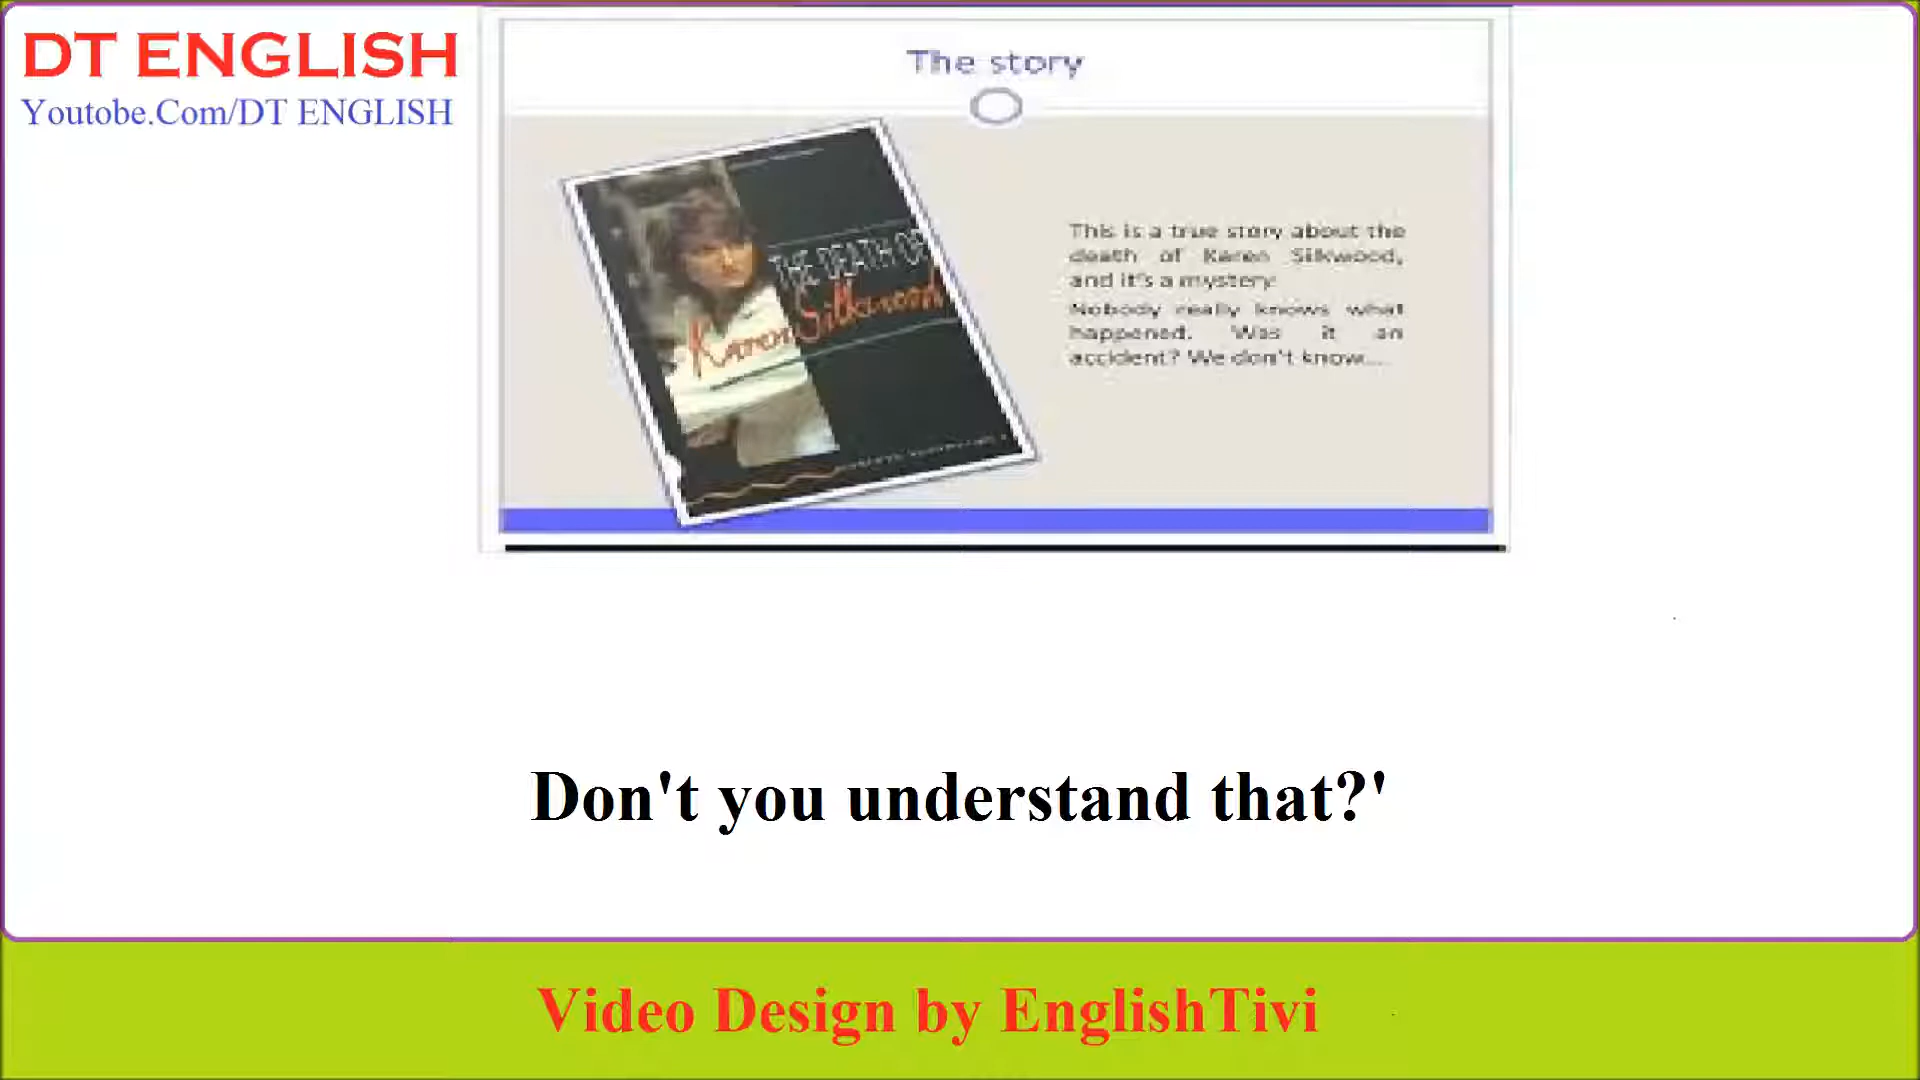 DT ENGLISH
Youtobe.Com/DT ENGLISH
The story
THE DEATH OF
Karen Silkwood
This is a true story about the
death of Karen Silkwood,
and it's a mystery.
Nobody really knows what
happened. Was it an
accident? We don't know....
Don't you understand that?'
Video Design by EnglishTivi